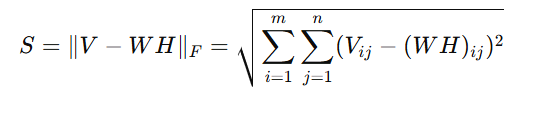 S = ‖V − WH‖_F = √(∑_{i=1}^{m} ∑_{j=1}^{n} (V_{ij} − (WH)_{ij})²)